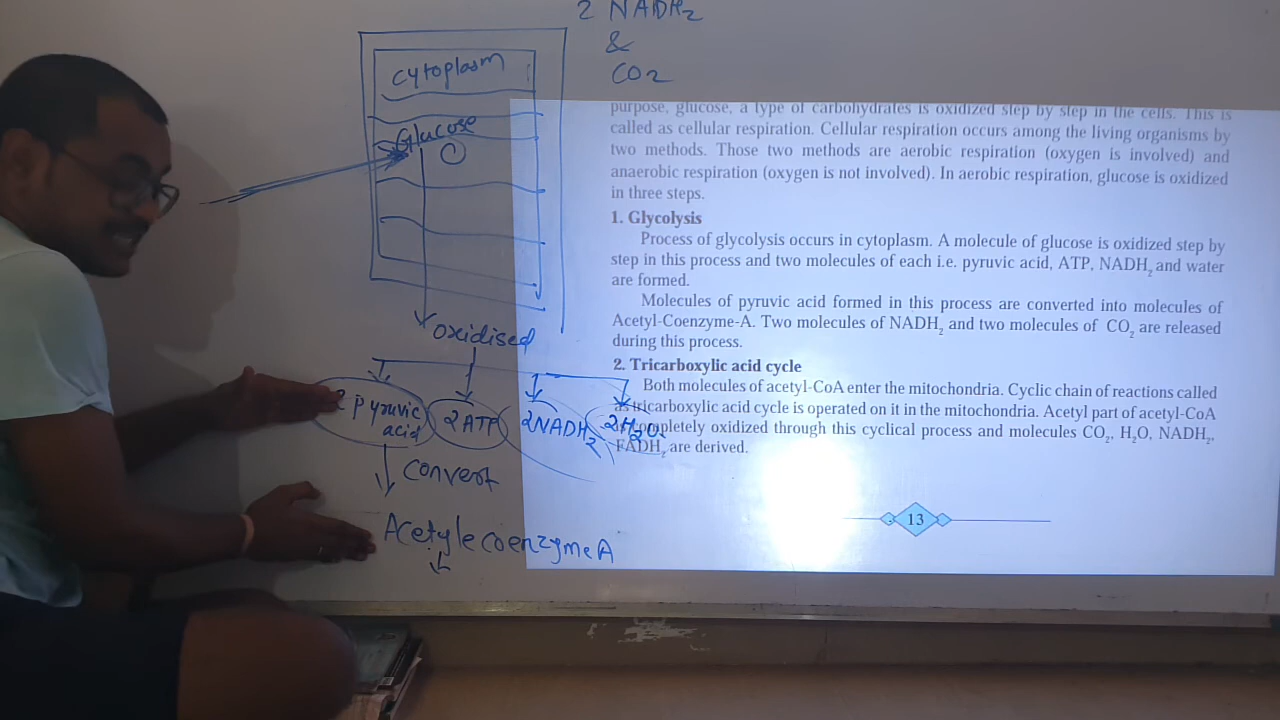 2 NADH2
&
CO2
cytoplasm
Glucose
oxidised
2 pyruvic
acid
2ATP
2NADH2
convert
Acetyle coenzyme A
purpose, glucose, a type of carbohydrates is oxidized step by step in the cells. This is
called as cellular respiration. Cellular respiration occurs among the living organisms by
two methods. Those two methods are aerobic respiration (oxygen is involved) and
anaerobic respiration (oxygen is not involved). In aerobic respiration, glucose is oxidized
in three steps.
1. Glycolysis
Process of glycolysis occurs in cytoplasm. A molecule of glucose is oxidized step by
step in this process and two molecules of each i.e. pyruvic acid, ATP, NADH2 and water
are formed.
Molecules of pyruvic acid formed in this process are converted into molecules of
Acetyl-Coenzyme-A. Two molecules of NADH2 and two molecules of CO2 are released
during this process.
2. Tricarboxylic acid cycle
Both molecules of acetyl-CoA enter the mitochondria. Cyclic chain of reactions called
as tricarboxylic acid cycle is operated on it in the mitochondria. Acetyl part of acetyl-CoA
completely oxidized through this cyclical process and molecules CO2, H2O, NADH2,
FADH2 are derived.
13